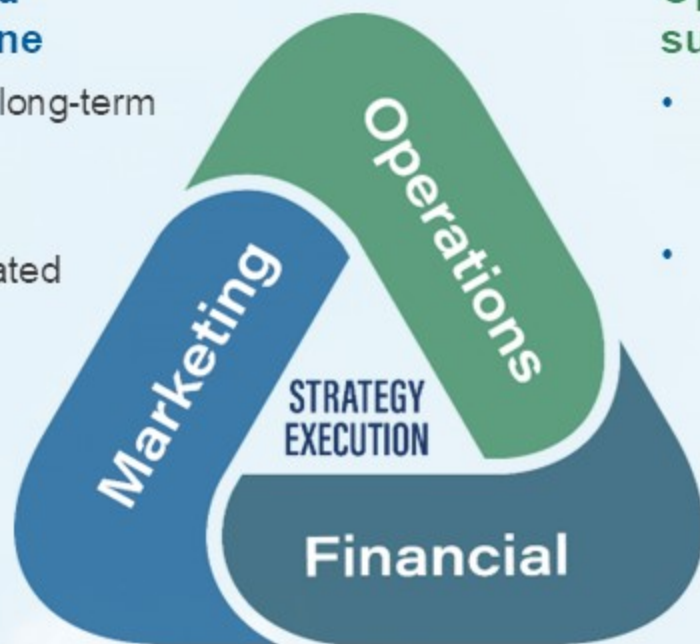 ne
su
long-term
ated
Operations
Marketing
STRATEGY
EXECUTION
Financial